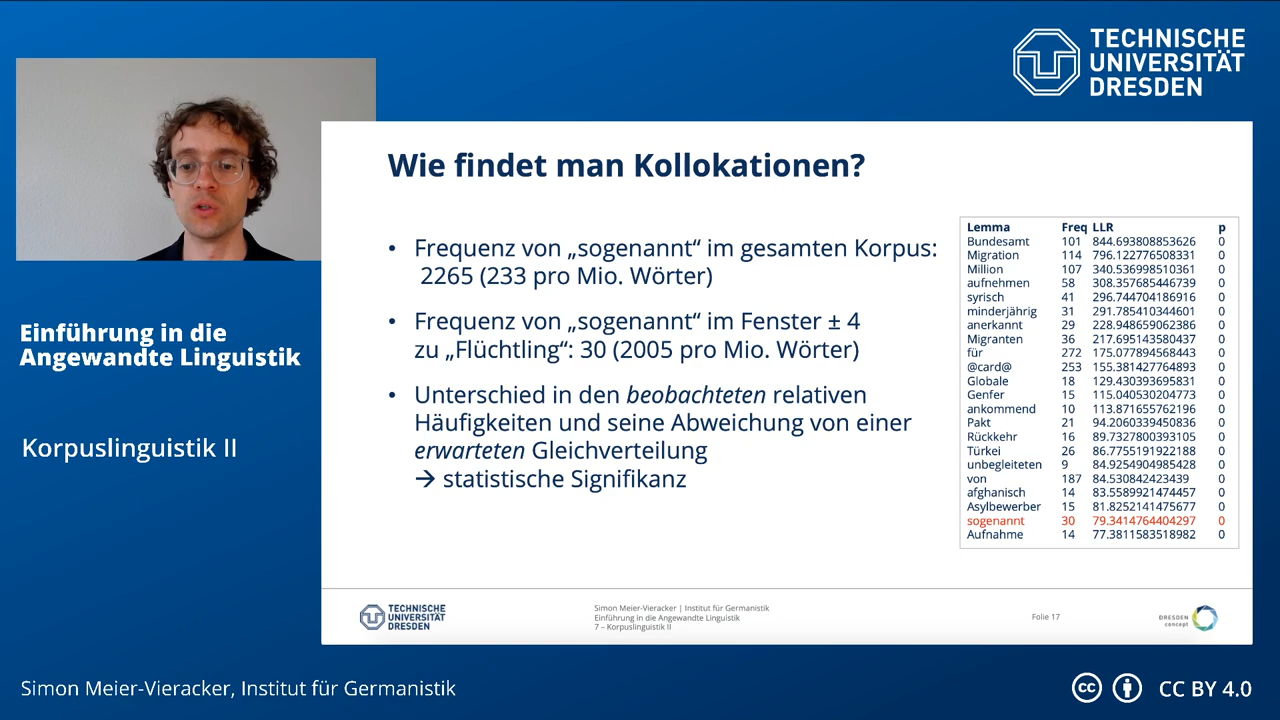 TECHNISCHE
UNIVERSITÄT
DRESDEN
Wie findet man Kollokationen?
• Frequenz von „sogenannt“ im gesamten Korpus:
2265 (233 pro Mio. Wörter)
• Frequenz von „sogenannt“ im Fenster ± 4
zu „Flüchtling“: 30 (2005 pro Mio. Wörter)
• Unterschied in den beobachteten relativen
Häufigkeiten und seine Abweichung von einer
erwarteten Gleichverteilung
→ statistische Signifikanz
Lemma Freq LLR p
Bundesamt 101 844.693808853626 0
Migration 114 796.122776508331 0
Million 107 340.536998510361 0
aufnehmen 58 308.357685446739 0
syrisch 41 296.744704186916 0
minderjährig 31 291.785410344601 0
anerkannt 29 228.948659062386 0
Migranten 36 217.695143580437 0
für 272 175.077894568443 0
@card@ 253 155.381427764893 0
Globale 18 129.430393695831 0
Genfer 15 115.040530204773 0
ankommend 10 113.871655762196 0
Pakt 21 94.2060339450836 0
Rückkehr 16 89.7327800393105 0
Türkei 26 86.7755191922188 0
unbegleiteten 9 84.9254904985428 0
von 187 84.530842423439 0
afghanisch 14 83.5589921474457 0
Asylbewerber 15 81.8252141475677 0
sogenannt 30 79.3414764404297 0
Aufnahme 14 77.3811583518982 0
TECHNISCHE
UNIVERSITÄT
DRESDEN
Simon Meier-Vieracker | Institut für Germanistik
Einführung in die Angewandte Linguistik
7 – Korpuslinguistik II
Folie 17
DRESDEN
concept
Einführung in die
Angewandte Linguistik
Korpuslinguistik II
Simon Meier-Vieracker, Institut für Germanistik
cc CC BY 4.0